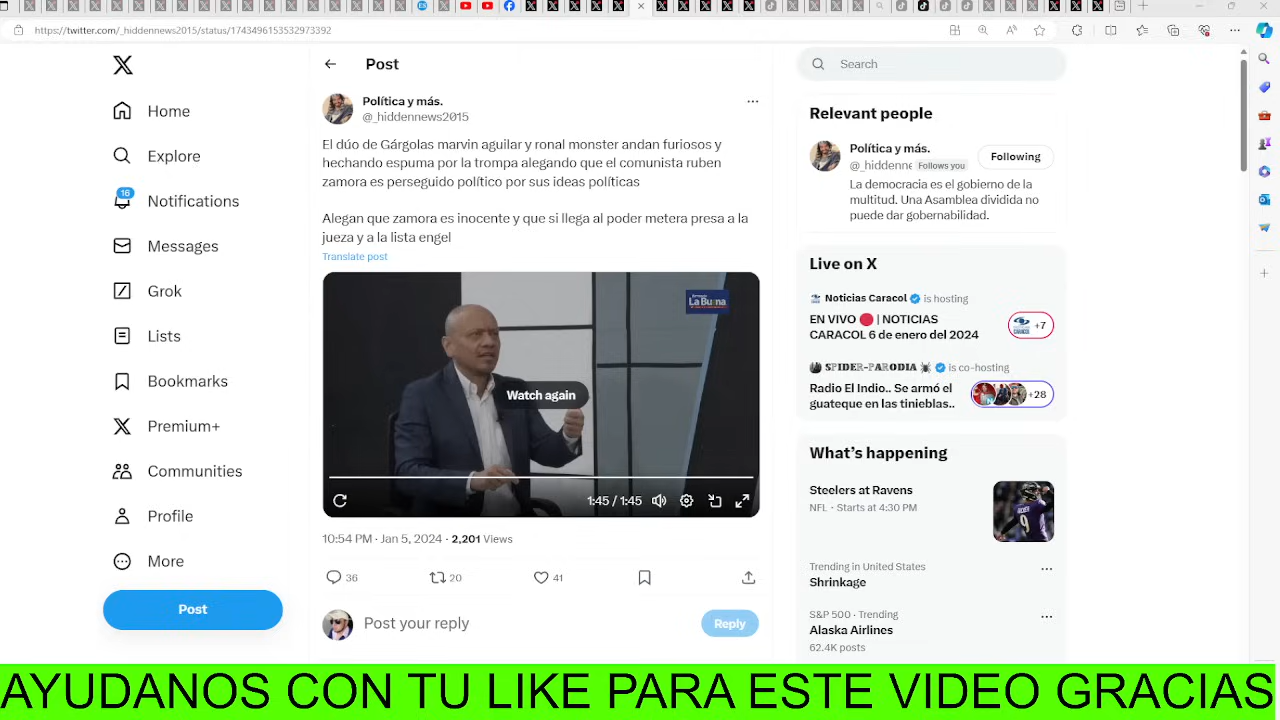 https://twitter.com/_hiddennews2015/status/1743496153532973392
Home
Explore
16
Notifications
Messages
Grok
Lists
Bookmarks
Premium+
Communities
Profile
More
Post
Post
Política y más.
@_hiddennews2015
El dúo de Gárgolas marvin aguilar y ronal monster andan furiosos y
hechando espuma por la trompa alegando que el comunista ruben
zamora es perseguido político por sus ideas políticas
Alegan que zamora es inocente y que si llega al poder metera presa a la
jueza y a la lista engel
Translate post
Watch again
1:45 / 1:45
10:54 PM · Jan 5, 2024 · 2,201 Views
36
20
41
Post your reply
Reply
Search
Relevant people
Política y más.
@_hiddenne Follows you
Following
La democracia es el gobierno de la
multitud. Una Asamblea dividida no
puede dar gobernabilidad.
Live on X
Noticias Caracol is hosting
EN VIVO 🔴 | NOTICIAS
CARACOL 6 de enero del 2024
+7
SPIDER-PARODIA is co-hosting
Radio El Indio.. Se armó el
guateque en las tinieblas..
+28
What's happening
Steelers at Ravens
NFL · Starts at 4:30 PM
Trending in United States
Shrinkage
S&P 500 · Trending
Alaska Airlines
62.4K posts
AYUDANOS CON TU LIKE PARA ESTE VIDEO GRACIAS